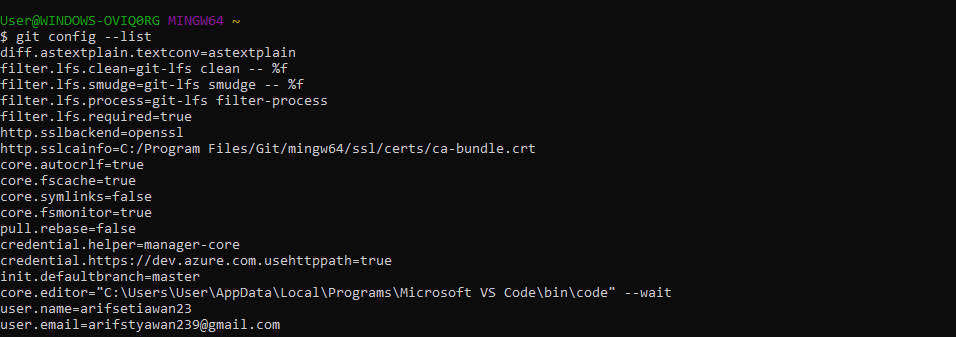 User@WINDOWS-OVIQ0RG MINGW64 ~
$ git config --list
diff.astextplain.textconv=astextplain
filter.lfs.clean=git-lfs clean -- %f
filter.lfs.smudge=git-lfs smudge -- %f
filter.lfs.process=git-lfs filter-process
filter.lfs.required=true
http.sslbackend=openssl
http.sslcainfo=C:/Program Files/Git/mingw64/ssl/certs/ca-bundle.crt
core.autocrlf=true
core.fscache=true
core.symlinks=false
core.fsmonitor=true
pull.rebase=false
credential.helper=manager-core
credential.https://dev.azure.com.usehttppath=true
init.defaultbranch=master
core.editor="C:\Users\User\AppData\Local\Programs\Microsoft VS Code\bin\code" --wait
user.name=arifsetiawan23
user.email=arifstyawan239@gmail.com